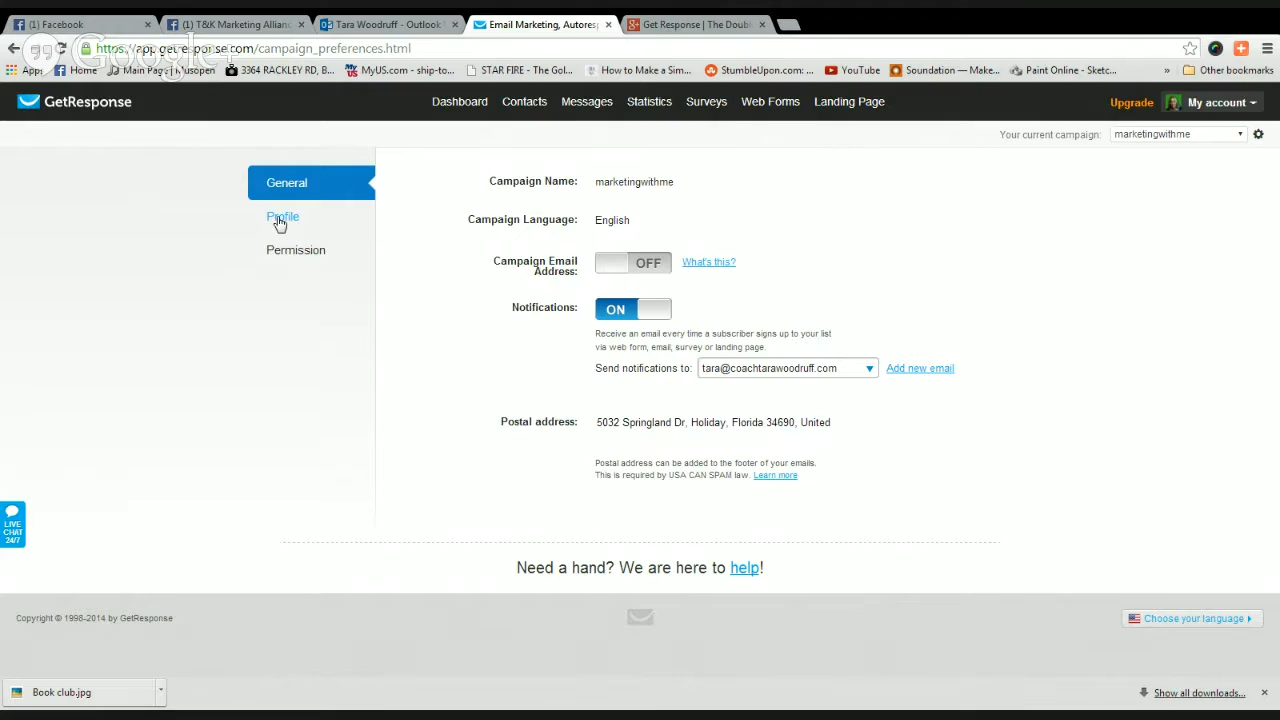 (1) Facebook
(1) T&K Marketing Allianc
Tara Woodruff - Outlook
Email Marketing, Autoresp
Get Response | The Double
https://app.getresponse.com/campaign_preferences.html
Google+
Apps
Home
Main Page | Musopen
3364 RACKLEY RD, B...
MyUS.com - ship-to...
STAR FIRE - The Gol...
How to Make a Sim...
StumbleUpon.com: ...
YouTube
Soundation — Make...
Paint Online - Sketc...
»
Other bookmarks
GetResponse
Dashboard
Contacts
Messages
Statistics
Surveys
Web Forms
Landing Page
Upgrade
My account
Your current campaign:
marketingwithme
General
Profile
Permission
Campaign Name: marketingwithme
Campaign Language: English
Campaign Email
Address:
OFF
What's this?
Notifications:
ON
Receive an email every time a subscriber signs up to your list
via web form, email, survey or landing page.
Send notifications to: tara@coachtarawoodruff.com Add new email
Postal address: 5032 Springland Dr, Holiday, Florida 34690, United
Postal address can be added to the footer of your emails.
This is required by USA CAN SPAM law. Learn more
LIVE
CHAT
24/7
Need a hand? We are here to help!
Copyright © 1998-2014 by GetResponse
Choose your language
Book club.jpg
Show all downloads...